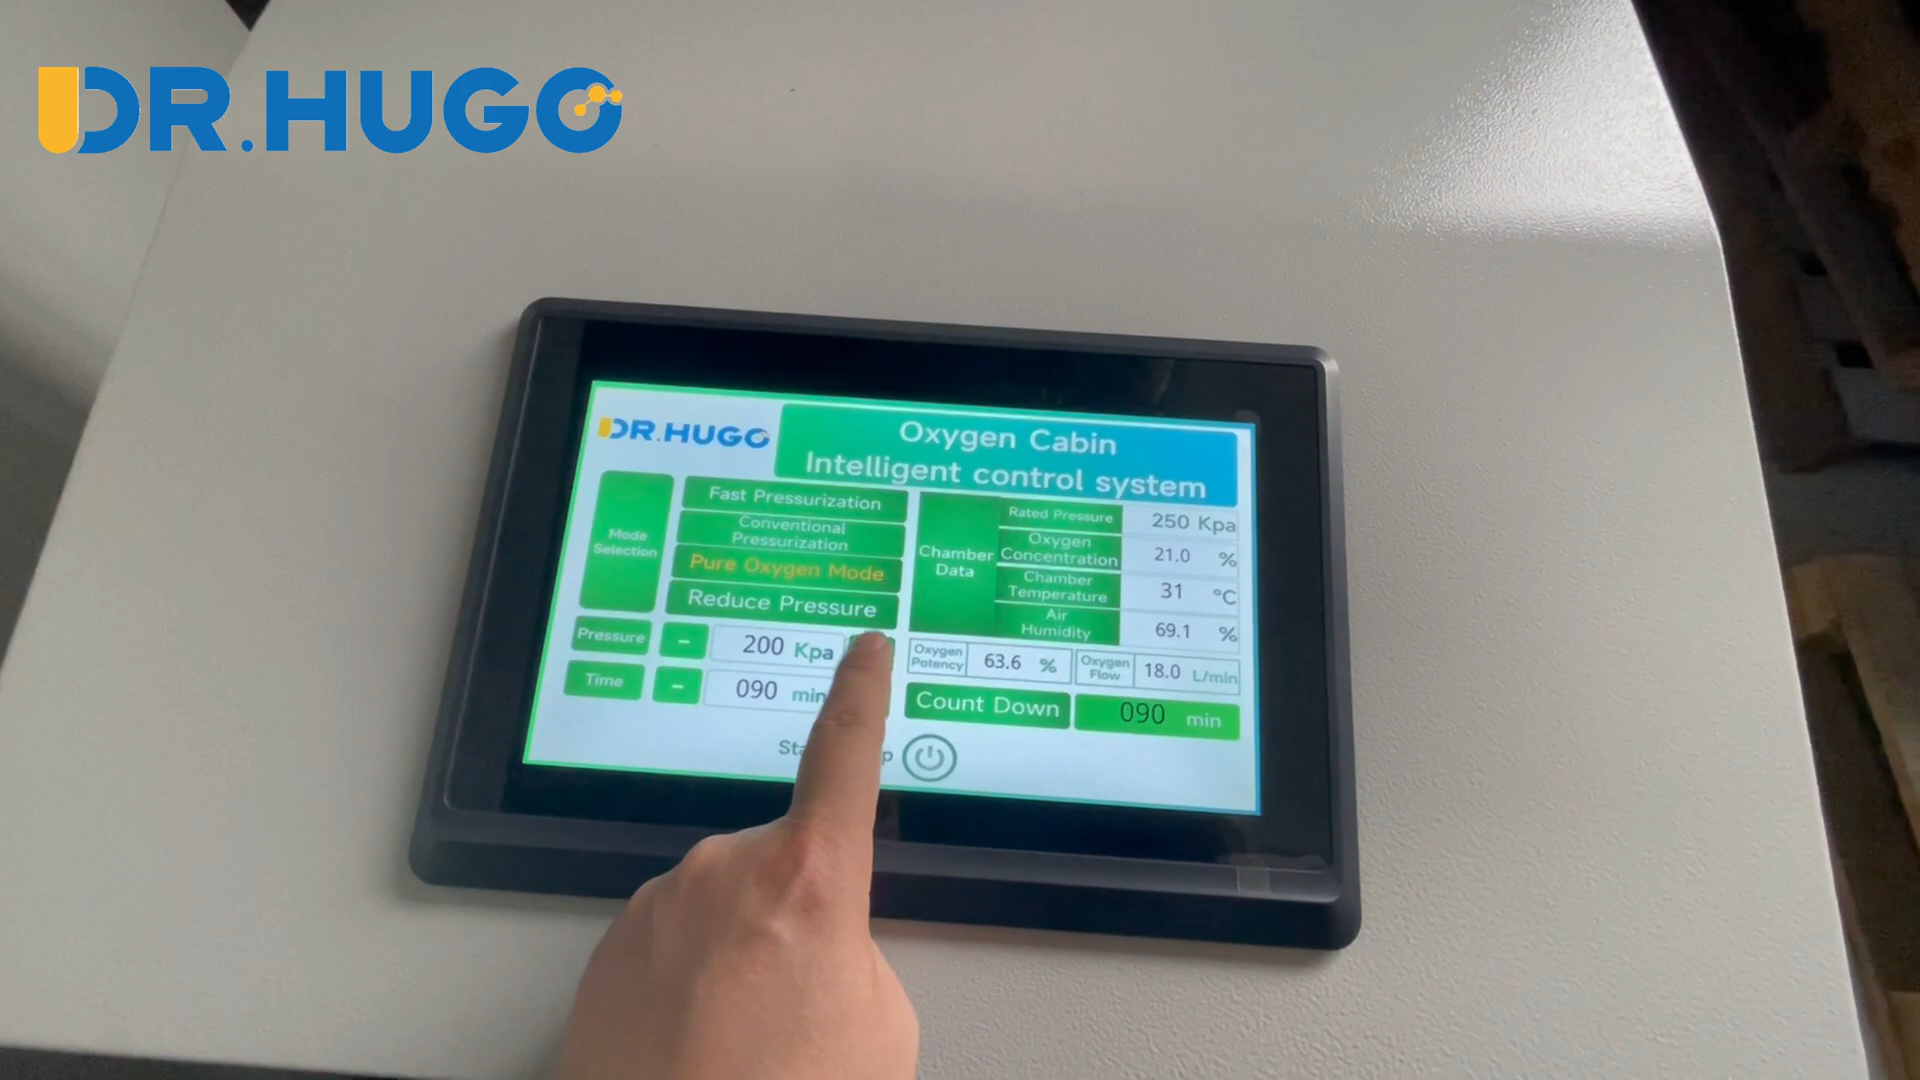 DR.HUGO
DR.HUGO
Oxygen Cabin
Intelligent control system
Mode
Selection
Fast Pressurization
Conventional
Pressurization
Pure Oxygen Mode
Reduce Pressure
Chamber
Data
Rated Pressure
250 Kpa
Oxygen
Concentration
21.0 %
Chamber
Temperature
31 °C
Air
Humidity
69.1 %
Pressure
-
200 Kpa
Time
-
090 min
Oxygen
Potency
63.6 %
Oxygen
Flow
18.0 L/min
Count Down
090 min